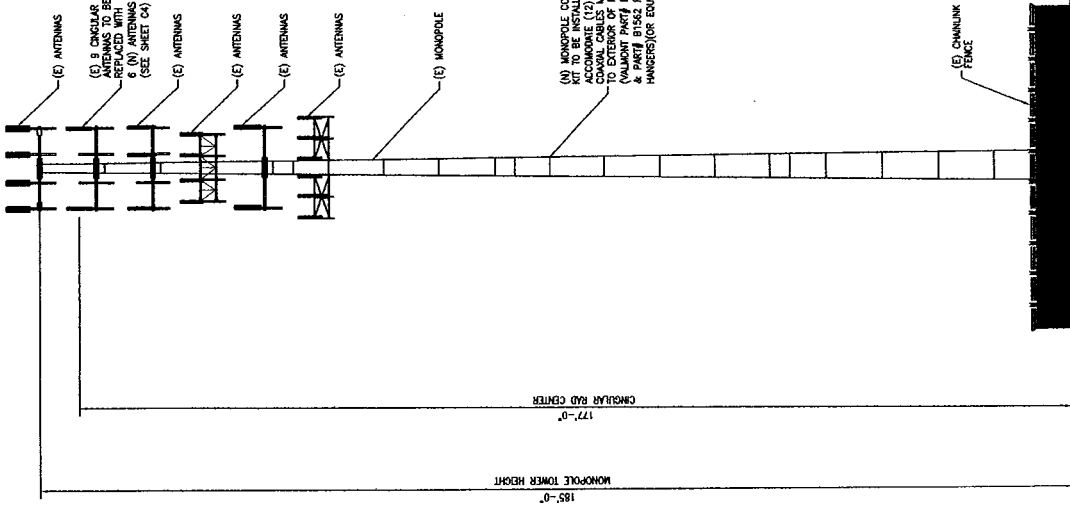 (E) ANTENNAS
(E) 9 CINGULAR
ANTENNAS TO BE
REPLACED WITH
6 (N) ANTENNAS
(SEE SHEET C4)
(E) ANTENNAS
(E) ANTENNAS
(E) ANTENNAS
(E) ANTENNAS
(E) MONOPOLE
(N) MONOPOLE CO
KIT TO BE INSTALL
ACCOMODATE (12)
COAXIAL CABLES
TO EXTERIOR OF
(VALMONT PART#
& PART# B1562
HANGERS)(OR EQU
(E) CHAINLINK
FENCE
177'-0"
CINGULAR RAD CENTER
185'-0"
MONOPOLE TOWER HEIGHT